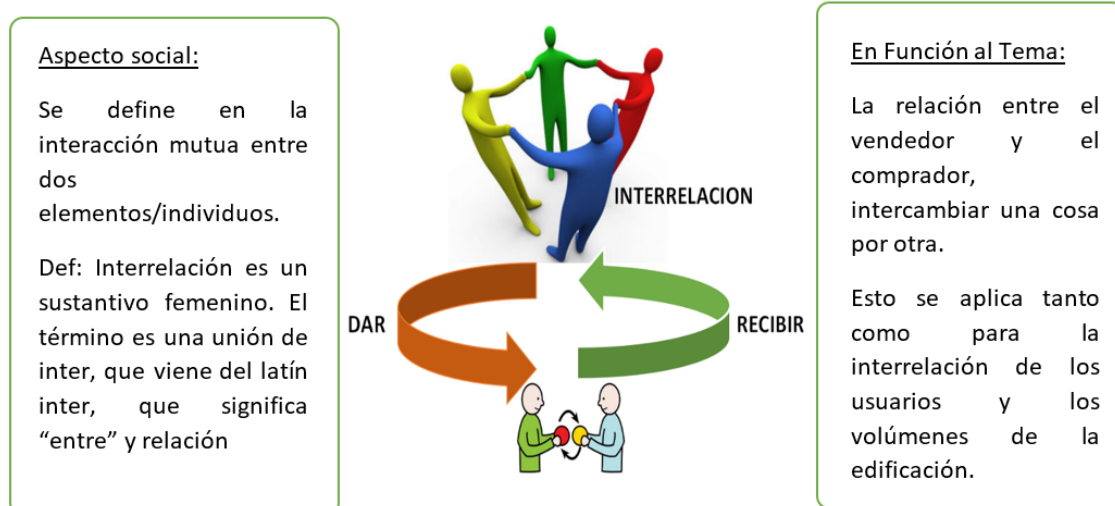 Aspecto social:
Se define en la
interacción mutua entre
dos
elementos/individuos.
Def: Interrelación es un
sustantivo femenino. El
término es una unión de
inter, que viene del latín
inter, que significa
“entre” y relación
INTERRELACION
DAR
RECIBIR
En Función al Tema:
La relación entre el
vendedor y el
comprador,
intercambiar una cosa
por otra.
Esto se aplica tanto
como para la
interrelación de los
usuarios y los
volúmenes de la
edificación.